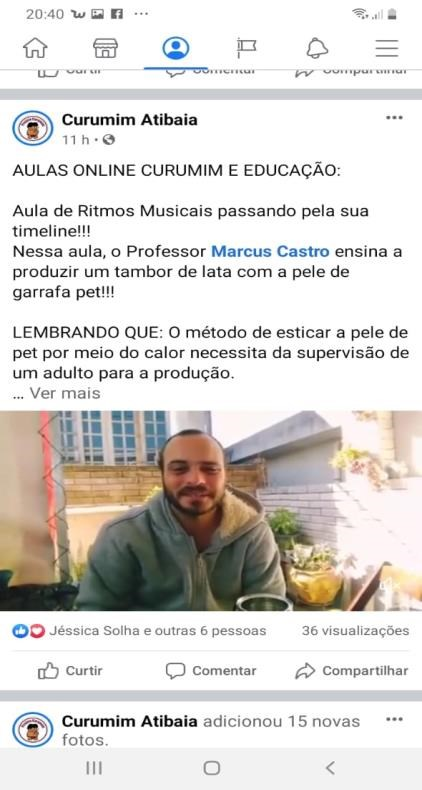 20:40
Curtir Comentar Compartilhar
Curumim Atibaia
11 h
AULAS ONLINE CURUMIM E EDUCAÇÃO:
Aula de Ritmos Musicais passando pela sua
timeline!!!
Nessa aula, o Professor Marcus Castro ensina a
produzir um tambor de lata com a pele de
garrafa pet!!!
LEMBRANDO QUE: O método de esticar a pele de
pet por meio do calor necessita da supervisão de
um adulto para a produção.
... Ver mais
Jéssica Solha e outras 6 pessoas 36 visualizações
Curtir Comentar Compartilhar
Curumim Atibaia adicionou 15 novas
fotos.